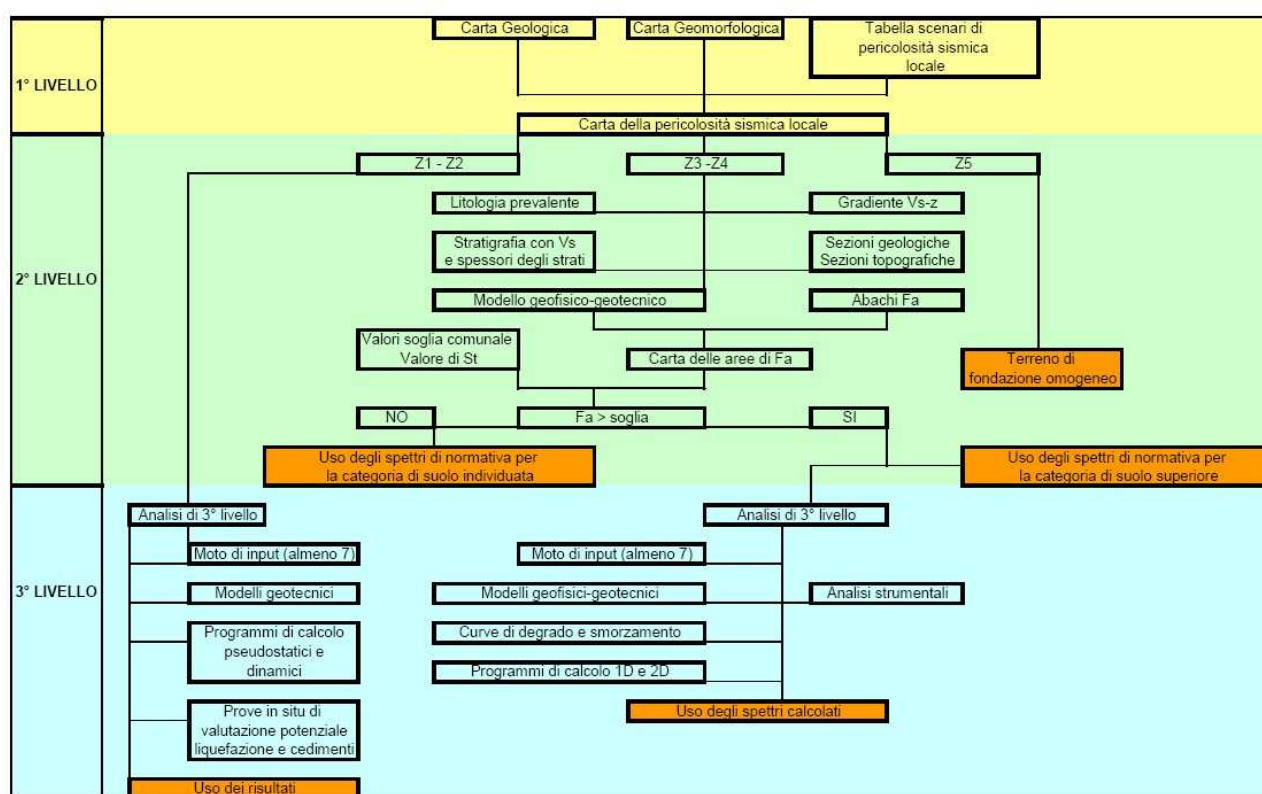 Carta Geologica
Carta Geomorfologica
Tabella scenari di
pericolosità sismica
locale
1° LIVELLO
Carta della pericolosità sismica locale
Z1 - Z2
Z3 -Z4
Z5
Litologia prevalente
Gradiente Vs-z
Stratigrafia con Vs
e spessori degli strati
Sezioni geologiche
Sezioni topografiche
2° LIVELLO
Modello geofisico-geotecnico
Abachi Fa
Valori soglia comunale
Valore di St
Carta delle aree di Fa
Terreno di
fondazione omogeneo
NO
Fa > soglia
SI
Uso degli spettri di normativa per
la categoria di suolo individuata
Uso degli spettri di normativa per
la categoria di suolo superiore
Analisi di 3° livello
Analisi di 3° livello
Moto di input (almeno 7)
Moto di input (almeno 7)
3° LIVELLO
Modelli geotecnici
Modelli geofisici-geotecnici
Analisi strumentali
Programmi di calcolo
pseudostatici e
dinamici
Curve di degrado e smorzamento
Programmi di calcolo 1D e 2D
Prove in situ di
valutazione potenziale
liquefazione e cedimenti
Uso degli spettri calcolati
Uso dei risultati